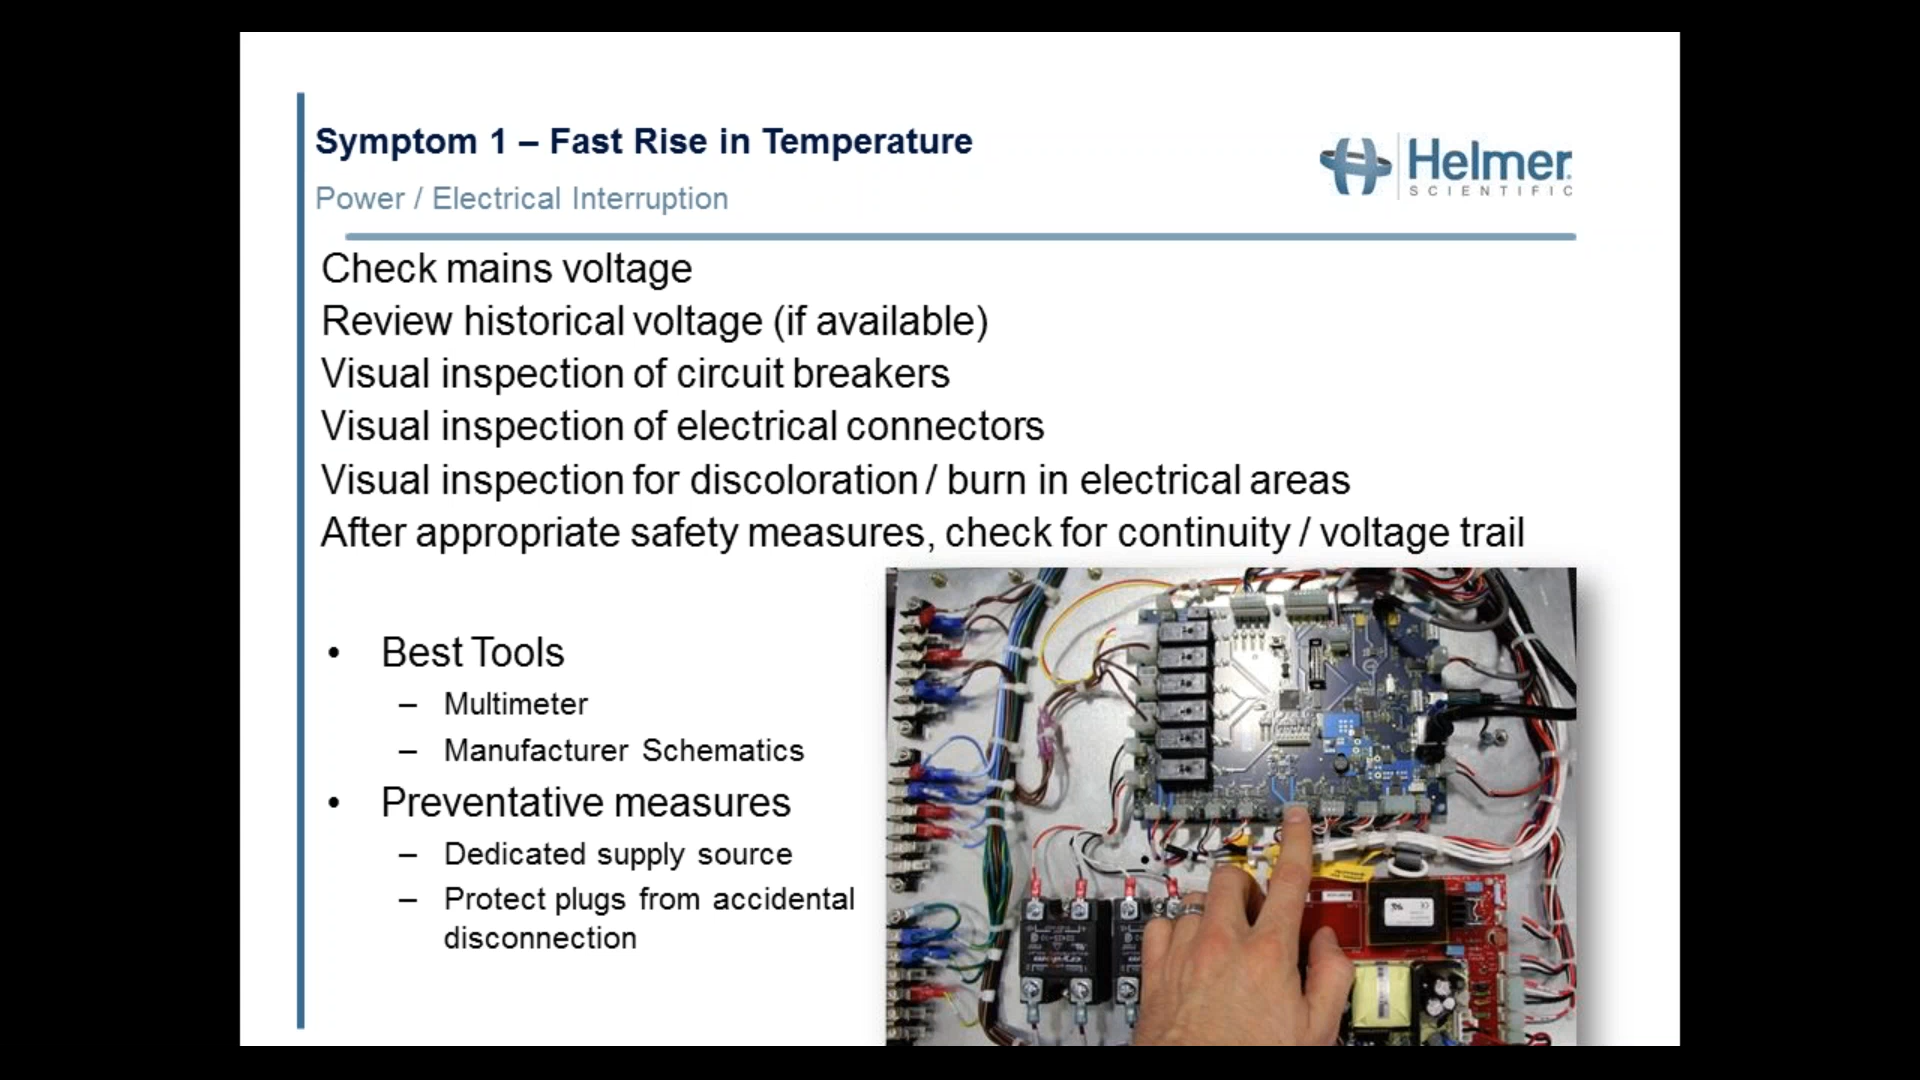 Symptom 1 – Fast Rise in Temperature
Power / Electrical Interruption
Helmer
SCIENTIFIC
Check mains voltage
Review historical voltage (if available)
Visual inspection of circuit breakers
Visual inspection of electrical connectors
Visual inspection for discoloration / burn in electrical areas
After appropriate safety measures, check for continuity / voltage trail
• Best Tools
– Multimeter
– Manufacturer Schematics
• Preventative measures
– Dedicated supply source
– Protect plugs from accidental
disconnection